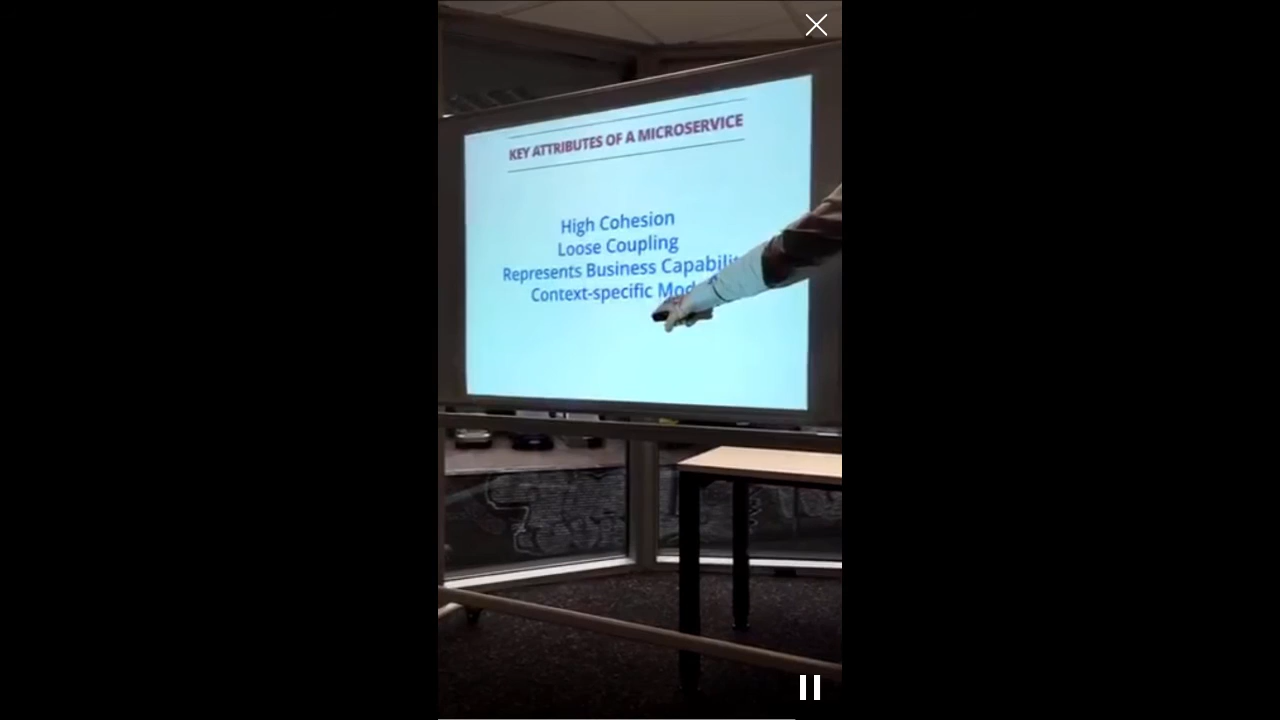 KEY ATTRIBUTES OF A MICROSERVICE
High Cohesion
Loose Coupling
Represents Business
Context-specific